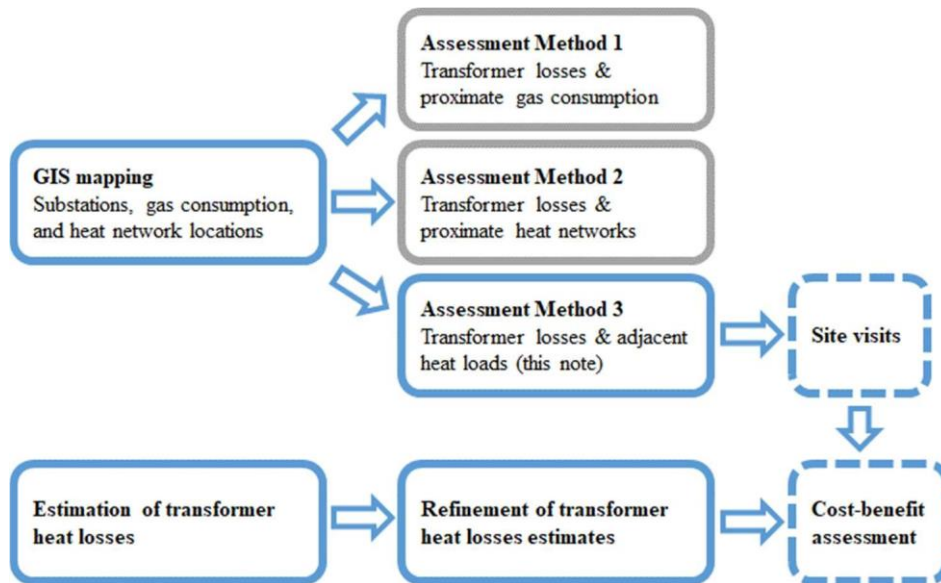 Assessment Method 1
Transformer losses &
proximate gas consumption
GIS mapping
Substations, gas consumption,
and heat network locations
Assessment Method 2
Transformer losses &
proximate heat networks
Assessment Method 3
Transformer losses & adjacent
heat loads (this note)
Site visits
Estimation of transformer
heat losses
Refinement of transformer
heat losses estimates
Cost-benefit
assessment